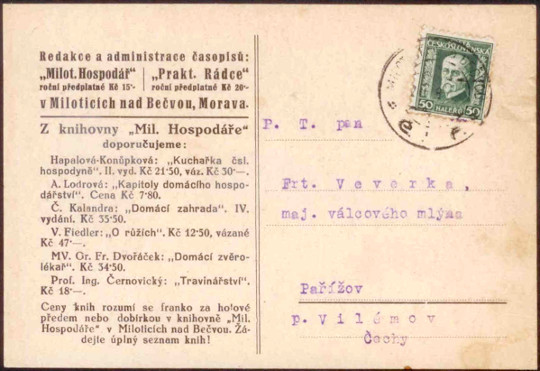 Redakce a administrace časopisů:
„Milot. Hospodář" | „Prakt. Rádce"
roční předplatné Kč 15'— | roční předplatné Kč 20'—
v Miloticích nad Bečvou, Morava.
Z knihovny „Mil. Hospodáře"
doporučujeme:
Hapalová-Konůpková: „Kuchařka čsl.
hospodyně". II. vyd. Kč 21'50, váz. Kč 30'—.
A. Lodrová: „Kapitoly domácího hospo-
dářství". Cena Kč 7'80.
Č. Kalandra: „Domácí zahrada". IV.
vydání. Kč 35'50.
V. Fiedler: „O růžích". Kč 12'50, vázané
Kč 47'—.
MV. Gr. Fr. Dvořáček: „Domácí zvěro-
lékař". Kč 34'50.
Prof. Ing. Černovický: „Travinářství".
Kč 18'—.
Ceny knih rozumí se franko za hotové
předem nebo dobírkou v knihovně „Mil.
Hospodáře" v Miloticích nad Bečvou. Žá-
dejte úplný seznam knih!
ČESKOSLOVENSKÁ
50 50
HALÉŘŮ
P. T. pan
Frt. Veverka,
maj. válcového mlýna
Pařížov
p. Vilémov
Čechy